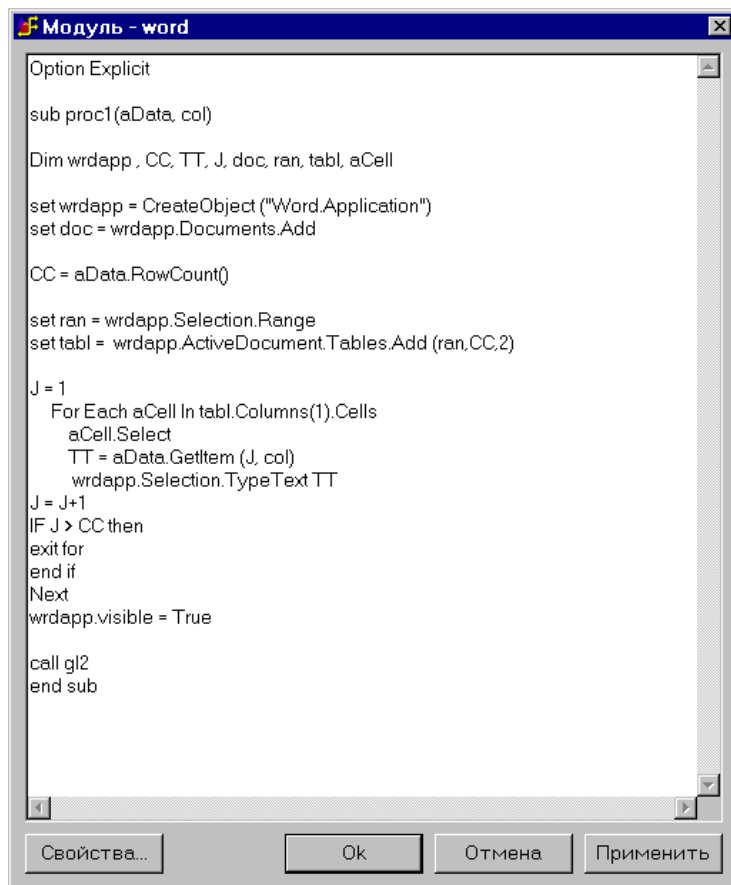 Модуль - word
Option Explicit
sub proc1(aData, col)
Dim wrdapp , CC, TT, J, doc, ran, tabl, aCell
set wrdapp = CreateObject ("Word.Application")
set doc = wrdapp.Documents.Add
CC = aData.RowCount()
set ran = wrdapp.Selection.Range
set tabl =  wrdapp.ActiveDocument.Tables.Add (ran,CC,2)
J = 1
For Each aCell In tabl.Columns(1).Cells
aCell.Select
TT = aData.GetItem (J, col)
wrdapp.Selection.TypeText TT
J = J+1
IF J > CC then
exit for
end if
Next
wrdapp.visible = True
call gl2
end sub
Свойства... Ok Отмена Применить